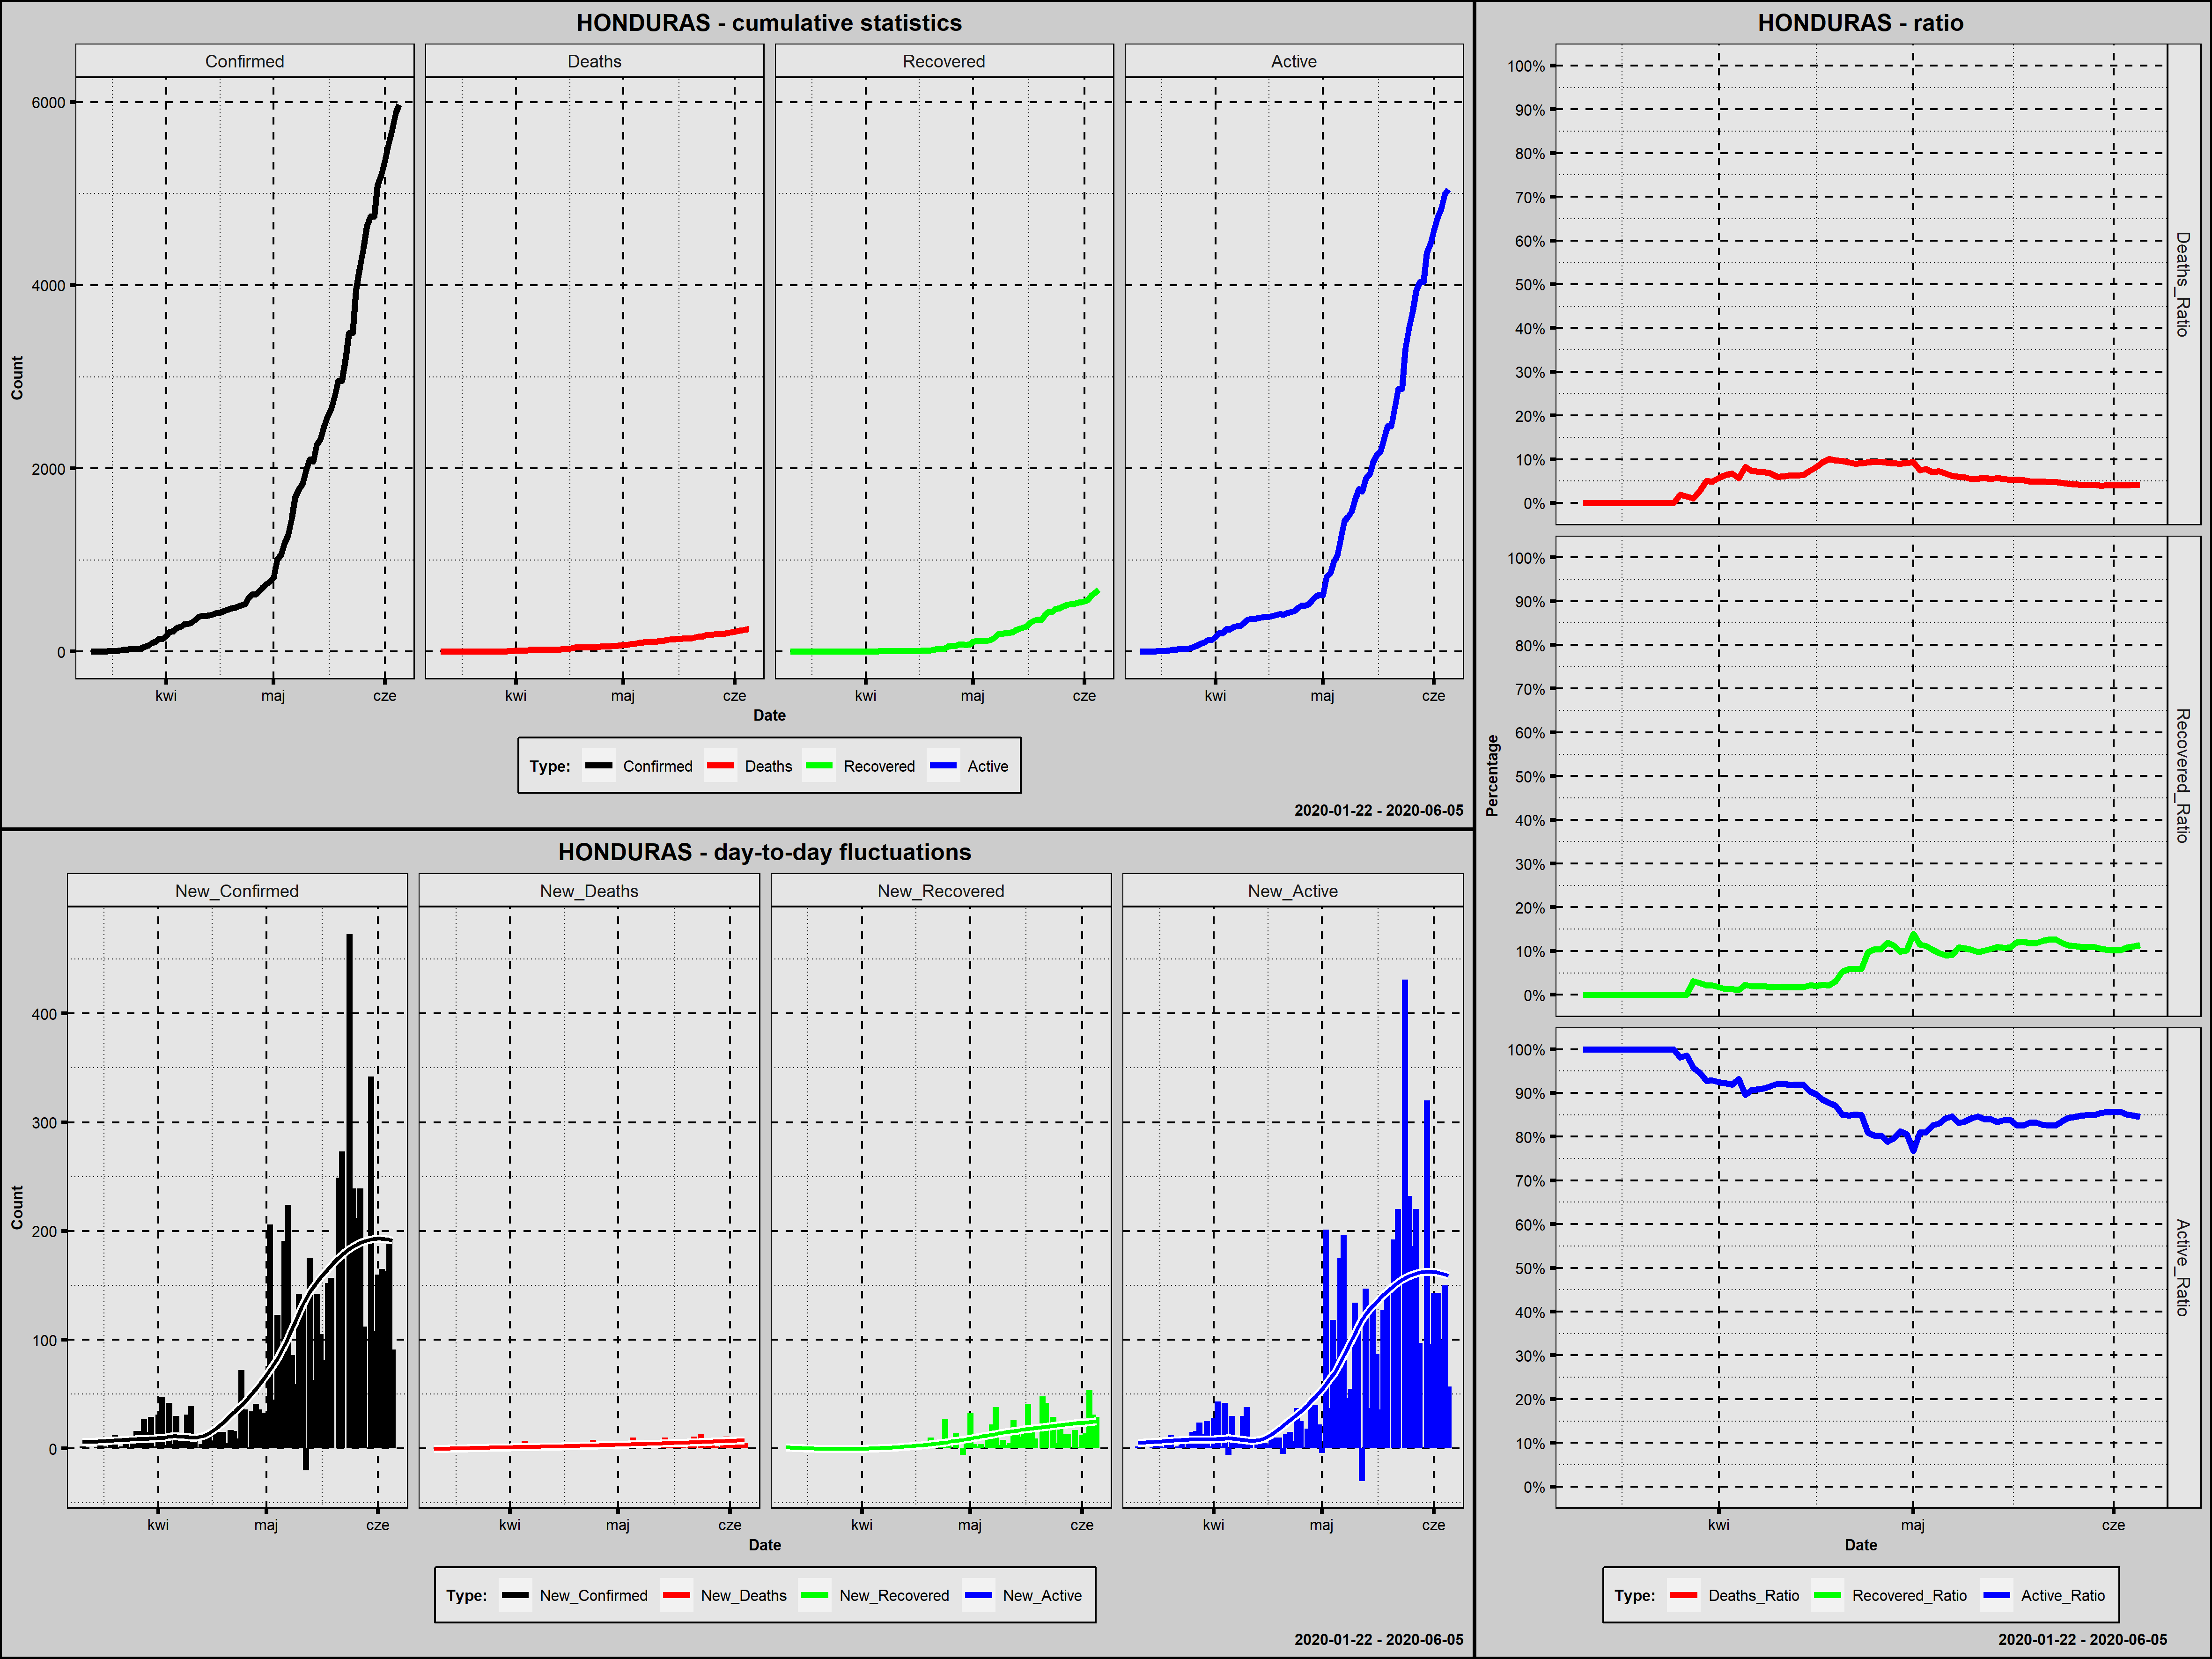 HONDURAS - cumulative statistics
Confirmed Deaths Recovered Active
6000
4000
2000
0
Count
kwi maj cze kwi maj cze kwi maj cze kwi maj cze
Date
Type: Confirmed Deaths Recovered Active
2020-01-22 - 2020-06-05
HONDURAS - day-to-day fluctuations
New_Confirmed New_Deaths New_Recovered New_Active
400
300
200
100
0
Count
kwi maj cze kwi maj cze kwi maj cze kwi maj cze
Date
Type: New_Confirmed New_Deaths New_Recovered New_Active
2020-01-22 - 2020-06-05
HONDURAS - ratio
100%
90%
80%
70%
60%
50%
40%
30%
20%
10%
0%
Deaths_Ratio
100%
90%
80%
70%
60%
50%
40%
30%
20%
10%
0%
Recovered_Ratio
100%
90%
80%
70%
60%
50%
40%
30%
20%
10%
0%
Active_Ratio
Percentage
kwi maj cze
Date
Type: Deaths_Ratio Recovered_Ratio Active_Ratio
2020-01-22 - 2020-06-05